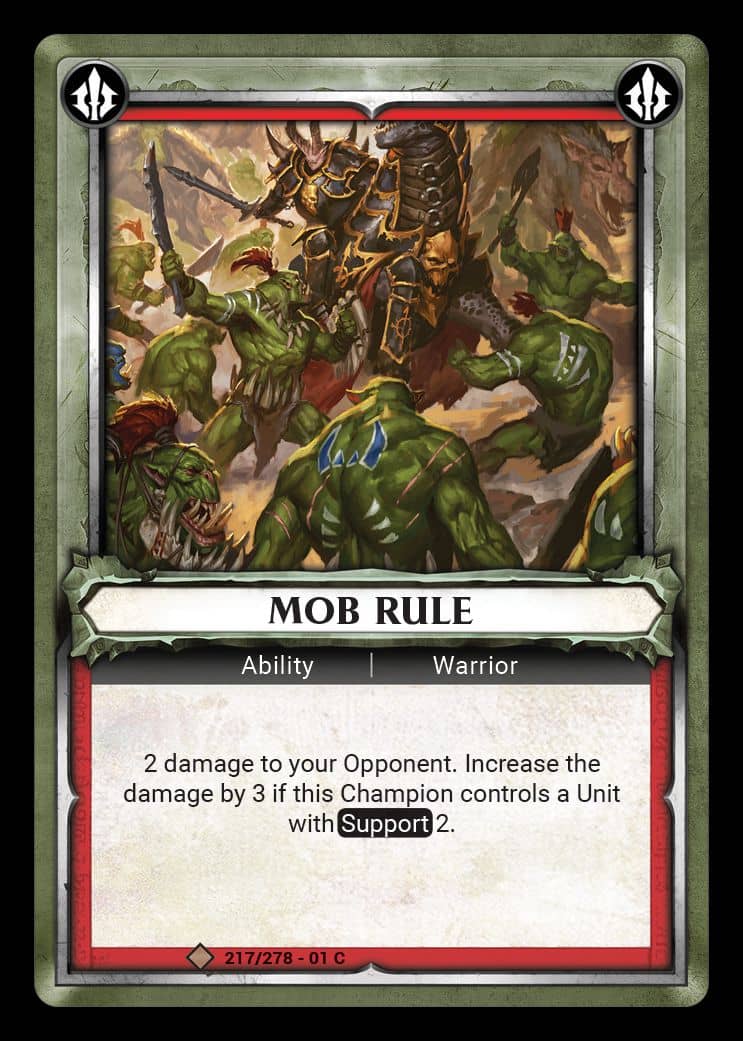 MOB RULE
Ability | Warrior
2 damage to your Opponent. Increase the
damage by 3 if this Champion controls a Unit
with Support 2.
217/278 - 01 C